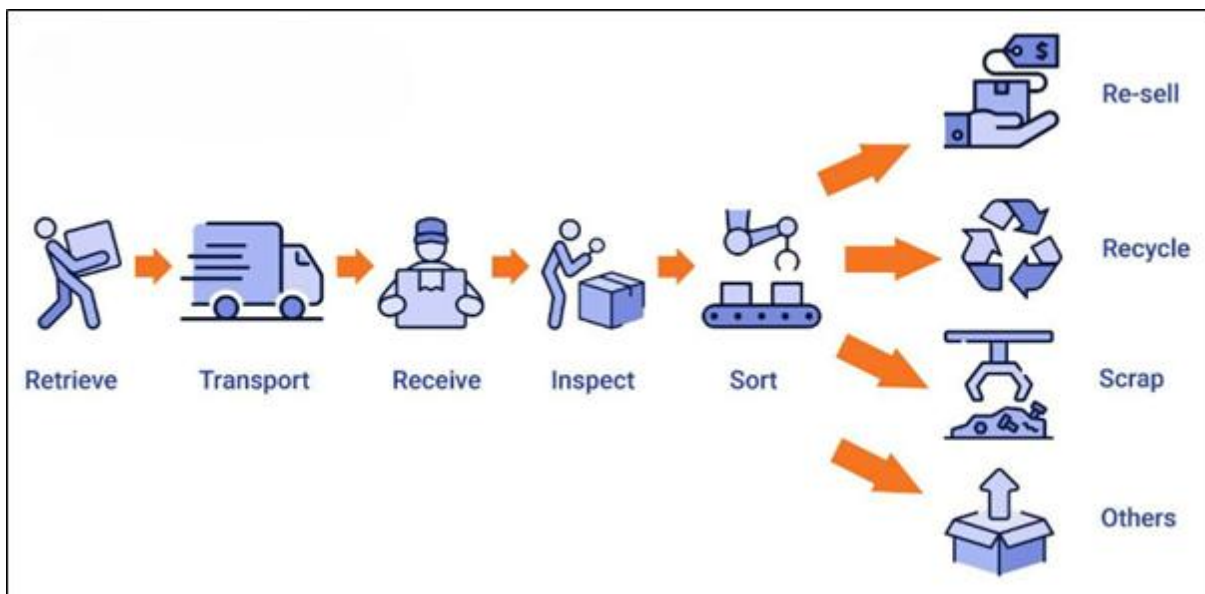 $
Re-sell
Recycle
Retrieve
Transport
Receive
Inspect
Sort
Scrap
Others